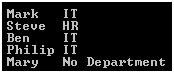 Mark IT
Steve HR
Ben IT
Philip IT
Mary No Department